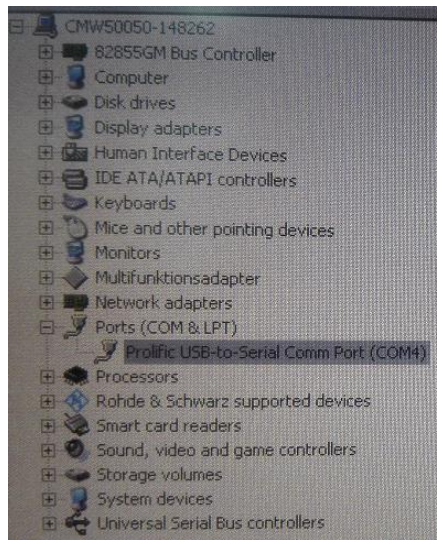 CMW50050-148262
82855GM Bus Controller
Computer
Disk drives
Display adapters
Human Interface Devices
IDE ATA/ATAPI controllers
Keyboards
Mice and other pointing devices
Monitors
Multifunktionsadapter
Network adapters
Ports (COM & LPT)
Prolific USB-to-Serial Comm Port (COM4)
Processors
Rohde & Schwarz supported devices
Smart card readers
Sound, video and game controllers
Storage volumes
System devices
Universal Serial Bus controllers